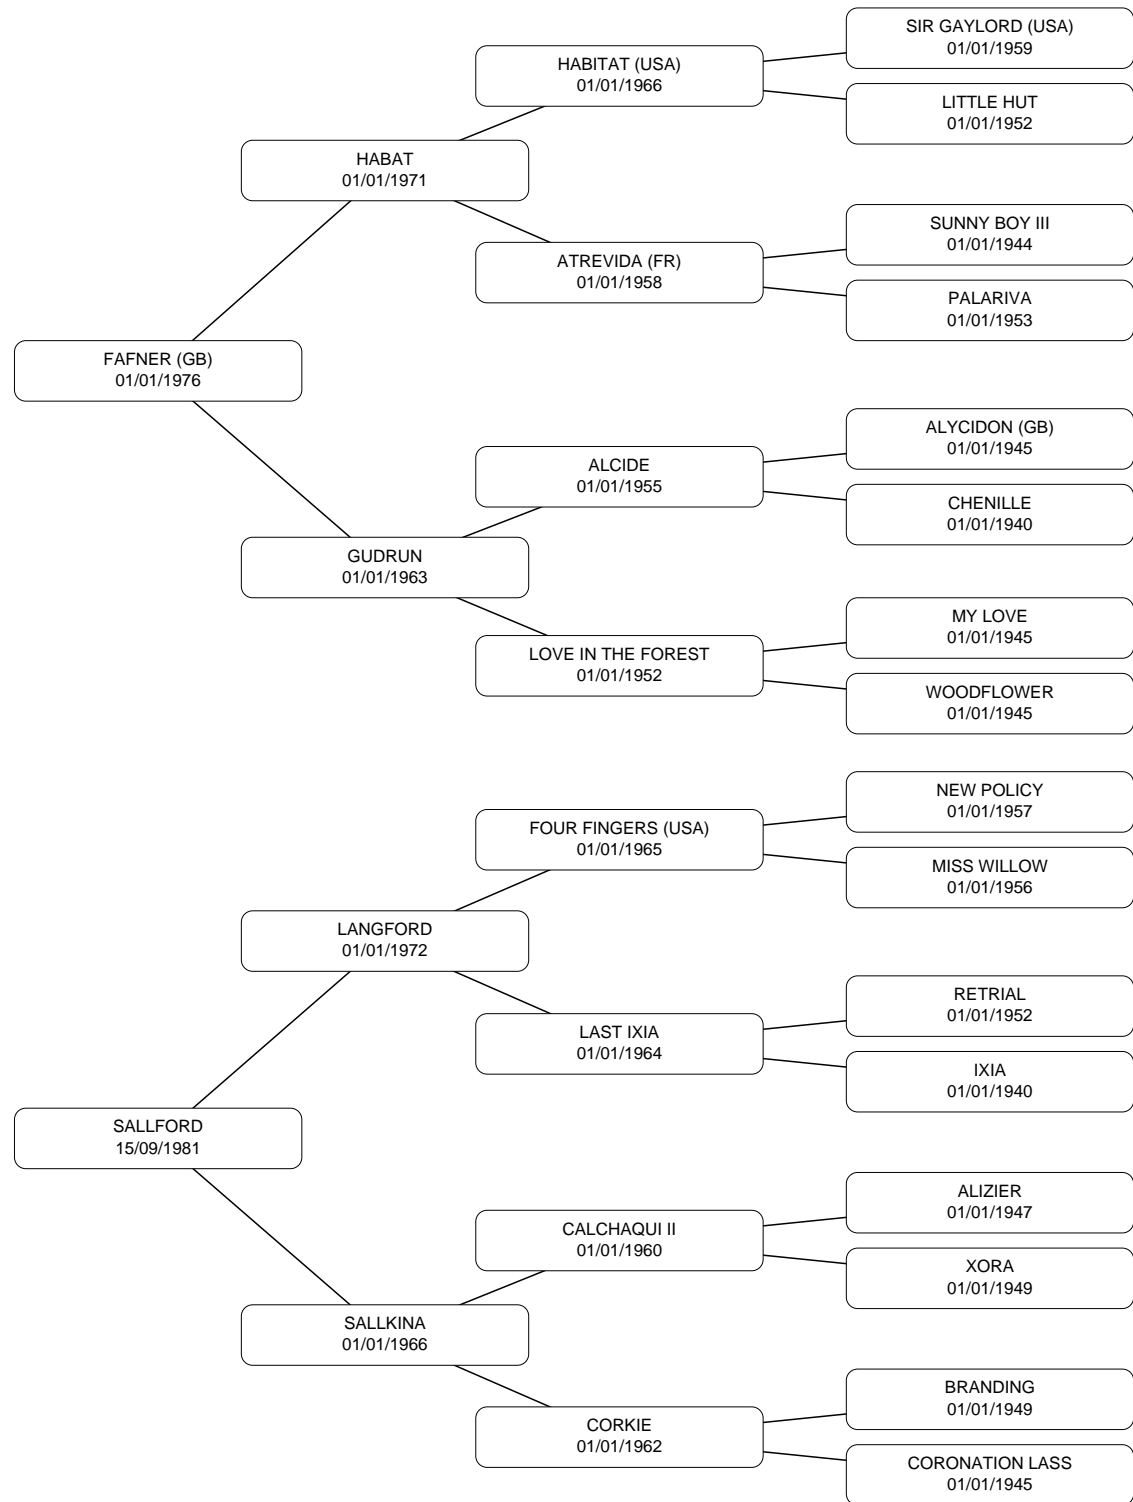 SIR GAYLORD (USA)
01/01/1959
HABITAT (USA)
01/01/1966
LITTLE HUT
01/01/1952
HABAT
01/01/1971
SUNNY BOY III
01/01/1944
ATREVIDA (FR)
01/01/1958
PALARIVA
01/01/1953
FAFNER (GB)
01/01/1976
ALYCIDON (GB)
01/01/1945
ALCIDE
01/01/1955
CHENILLE
01/01/1940
GUDRUN
01/01/1963
MY LOVE
01/01/1945
LOVE IN THE FOREST
01/01/1952
WOODFLOWER
01/01/1945
NEW POLICY
01/01/1957
FOUR FINGERS (USA)
01/01/1965
MISS WILLOW
01/01/1956
LANGFORD
01/01/1972
RETRIAL
01/01/1952
LAST IXIA
01/01/1964
IXIA
01/01/1940
SALLFORD
15/09/1981
ALIZIER
01/01/1947
CALCHAQUI II
01/01/1960
XORA
01/01/1949
SALLKINA
01/01/1966
BRANDING
01/01/1949
CORKIE
01/01/1962
CORONATION LASS
01/01/1945